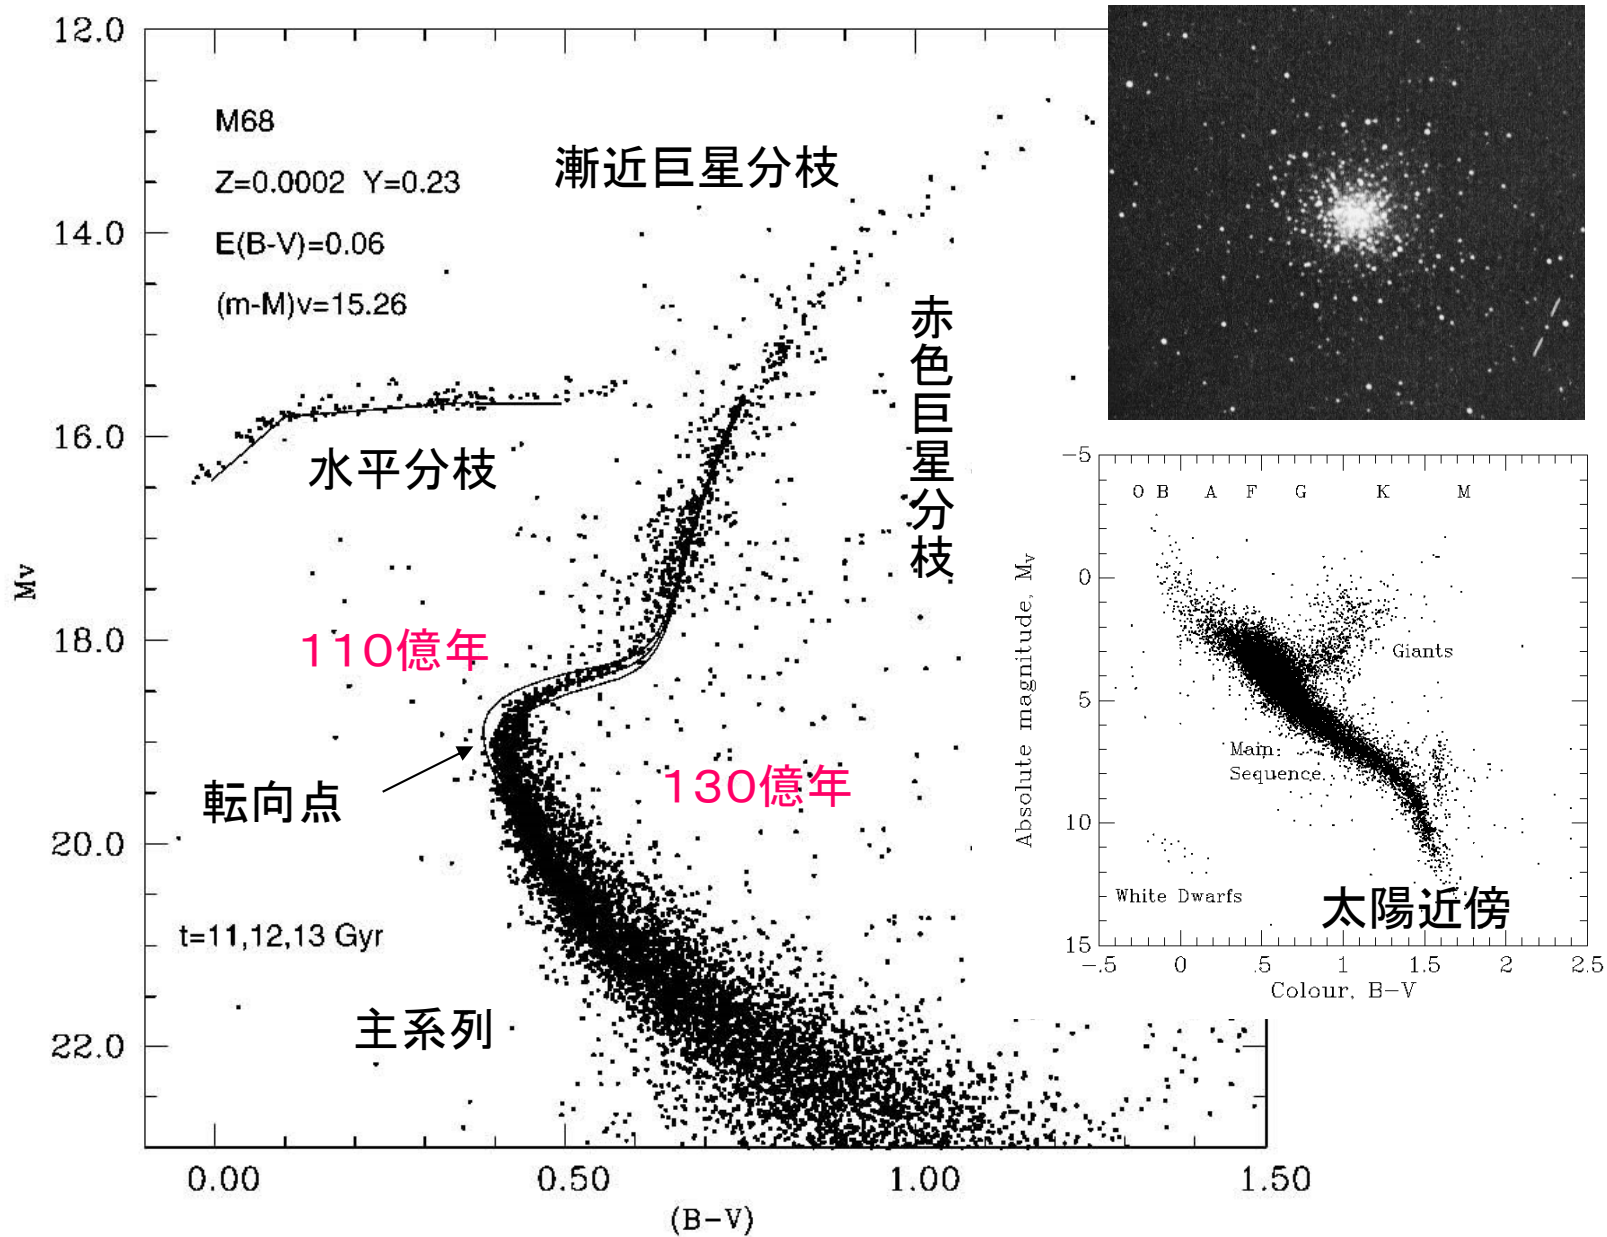 12.0
14.0
16.0
18.0
20.0
22.0
Mv
M68
Z=0.0002 Y=0.23
E(B-V)=0.06
(m-M)v=15.26
漸近巨星分枝
赤色巨星分枝
水平分枝
110億年
130億年
転向点
t=11,12,13 Gyr
主系列
0.00 0.50 1.00 1.50
(B-V)
-5
0
5
10
15
Absolute magnitude, Mv
O B A F G K M
Giants
Main
Sequence
White Dwarfs
太陽近傍
-.5 0 .5 1 1.5 2 2.5
Colour, B-V